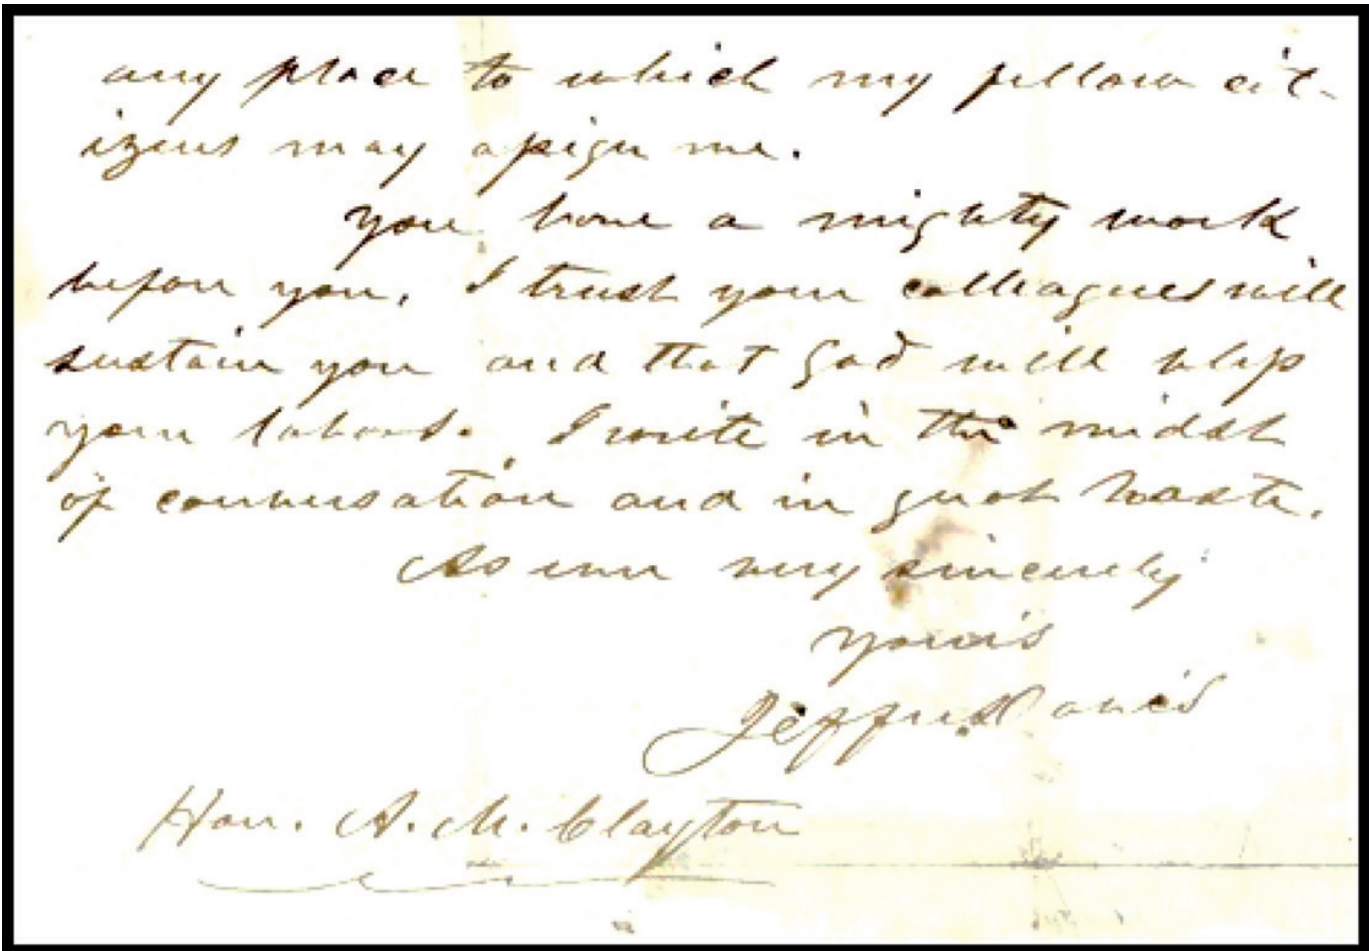 any place to which my fellow cit-
izens may assign me.
You have a mighty work
before you. I trust your colleagues will
sustain you and that God will bless
your labors. I write in the midst
of conversation and in great haste.
As ever very sincerely
yours
Jeffn. Davis
Hon. A. M. Clayton